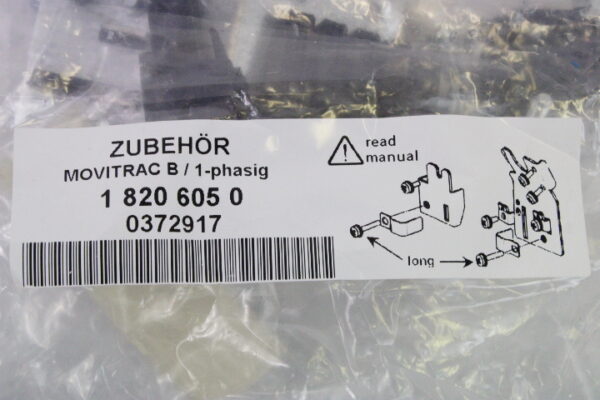 ZUBEHÖR
MOVITRAC B / 1-phasig
1 820 605 0
0372917
read
manual
long